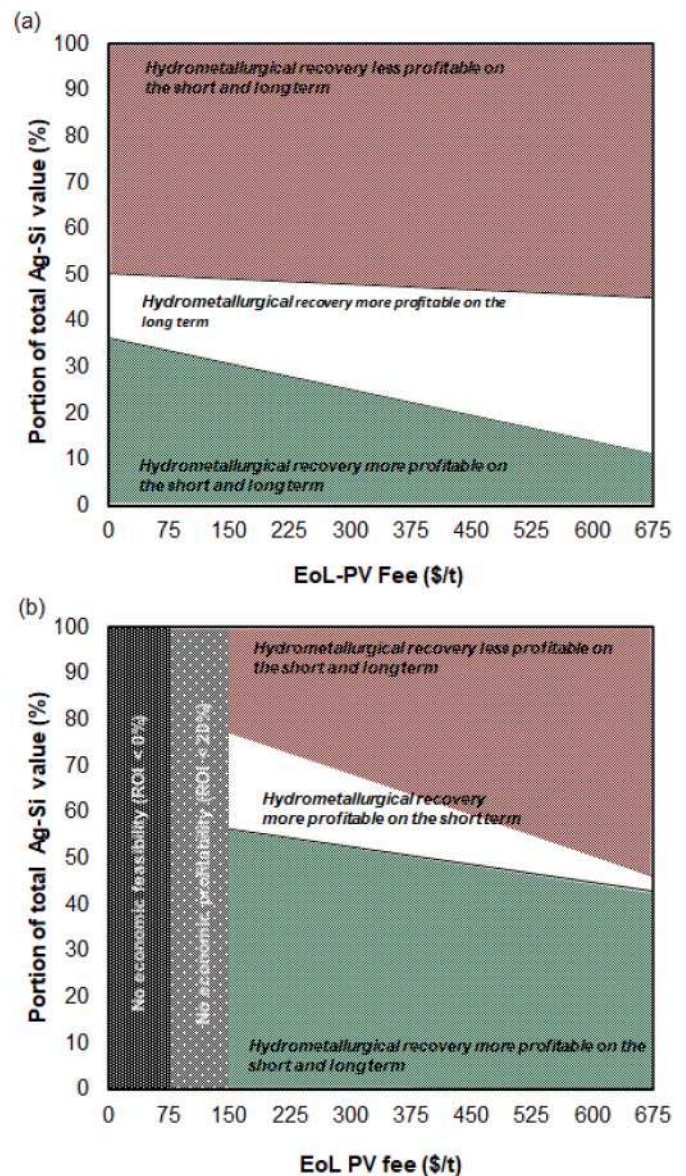 (a)
Portion of total Ag-Si value (%)
100
90
80
70
60
50
40
30
20
10
0
Hydrometallurgical recovery less profitable on
the short and long term
Hydrometallurgical recovery more profitable on the
long term
Hydrometallurgical recovery more profitable on
the short and long term
0 75 150 225 300 375 450 525 600 675
EoL-PV Fee ($/t)
(b)
Portion of total Ag-Si value (%)
100
90
80
70
60
50
40
30
20
10
0
No economic feasibility (ROI < 0%)
No economic profitability (ROI < 20%)
Hydrometallurgical recovery less profitable on
the short and long term
Hydrometallurgical recovery
more profitable on the short term
Hydrometallurgical recovery more profitable on the
short and long term
0 75 150 225 300 375 450 525 600 675
EoL PV fee ($/t)